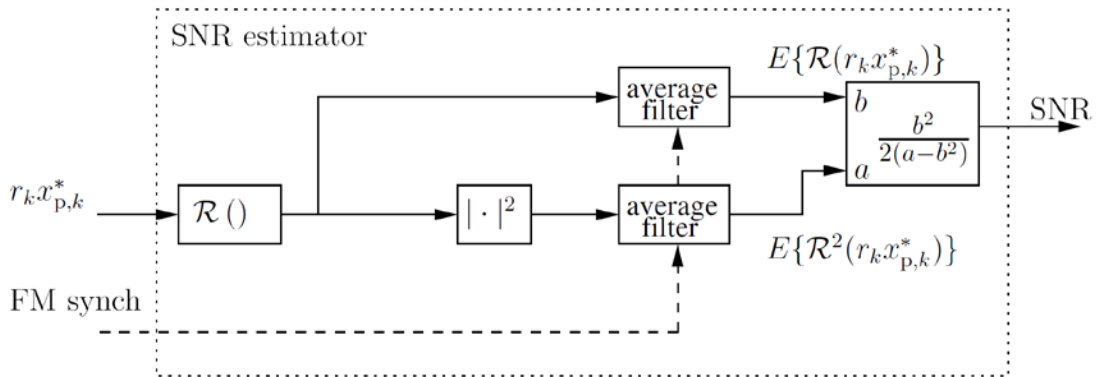 SNR estimator
E{ℛ(r_k x*_{p,k})}
average
filter
b
b²
2(a−b²)
SNR
r_k x*_{p,k}
ℛ ()
| · |²
average
filter
a
E{ℛ²(r_k x*_{p,k})}
FM synch